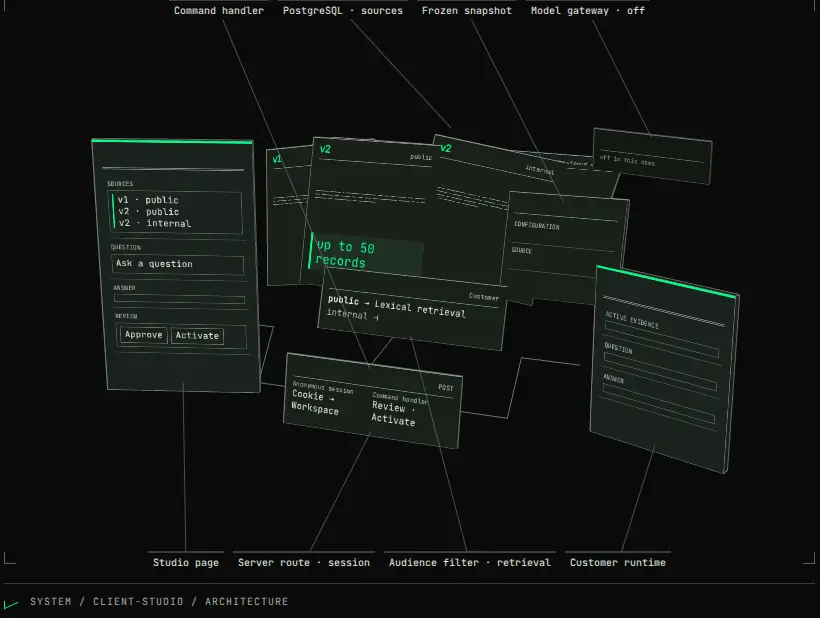 Command handler
PostgreSQL · sources
Frozen snapshot
Model gateway · off
SOURCES
v1 · public
v2 · public
v2 · internal
QUESTION
Ask a question
ANSWER
REVIEW
Approve
Activate
v1
v2
public
up to 50
records
v2
internal
off in this demo
CONFIGURATION
SOURCE
Customer
public → Lexical retrieval
internal ⊣
POST
Anonymous session
Cookie →
Workspace
Command handler
Review ·
Activate
ACTIVE EVIDENCE
QUESTION
ANSWER
Studio page
Server route · session
Audience filter · retrieval
Customer runtime
SYSTEM / CLIENT-STUDIO / ARCHITECTURE